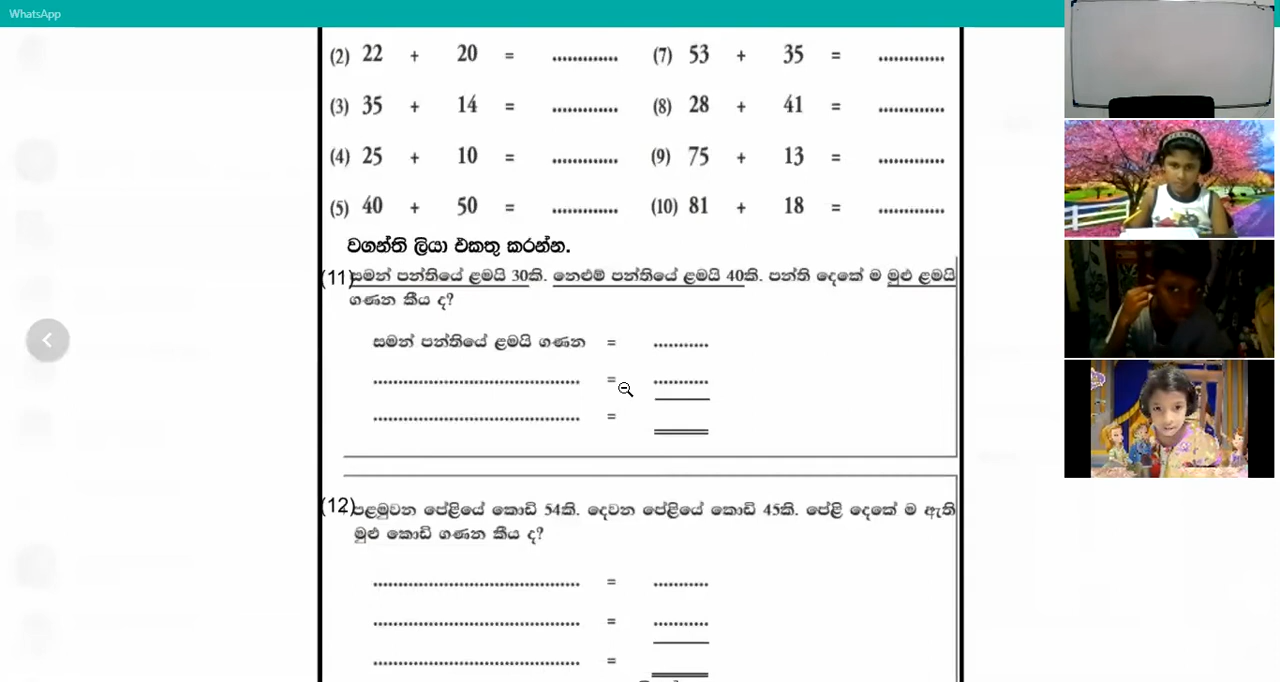 WhatsApp
(2) 22 + 20 = ............. (7) 53 + 35 = .............
(3) 35 + 14 = ............. (8) 28 + 41 = .............
(4) 25 + 10 = ............. (9) 75 + 13 = .............
(5) 40 + 50 = ............. (10) 81 + 18 = .............
වගන්ති ලියා එකතු කරන්න.
(11) සමන් පන්තියේ ළමයි 30කි. නෙළුම් පන්තියේ ළමයි 40කි. පන්ති දෙකේ ම මුළු ළමයි
ගණන කීය ද?
සමන් පන්තියේ ළමයි ගණන = ...........
........................................ = ...........
........................................ =
(12) පළමුවන පේළියේ කොඩි 54කි. දෙවන පේළියේ කොඩි 45කි. පේළි දෙකේ ම ඇති
මුළු කොඩි ගණන කීය ද?
........................................ = ...........
........................................ = ...........
........................................ =